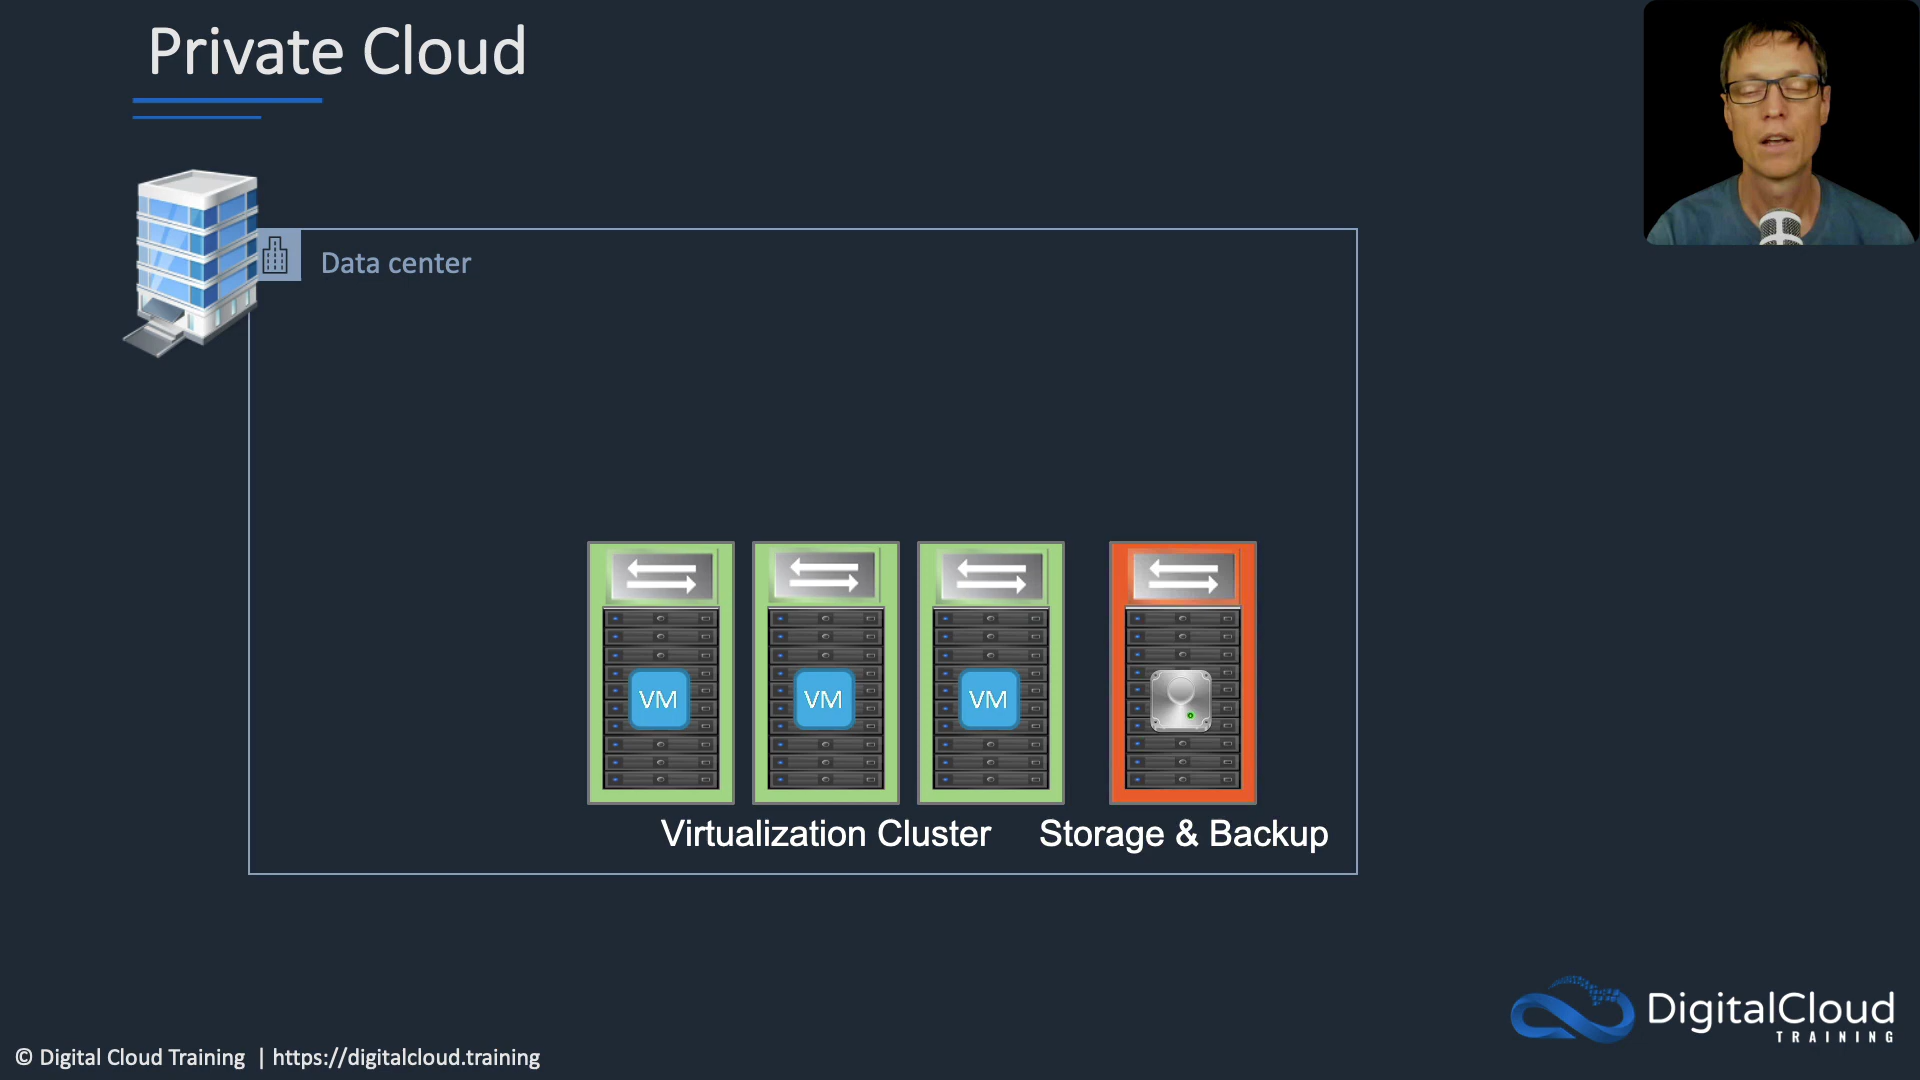 Private Cloud
Data center
VM
VM
VM
Virtualization Cluster
Storage & Backup
DigitalCloud
TRAINING
© Digital Cloud Training | https://digitalcloud.training